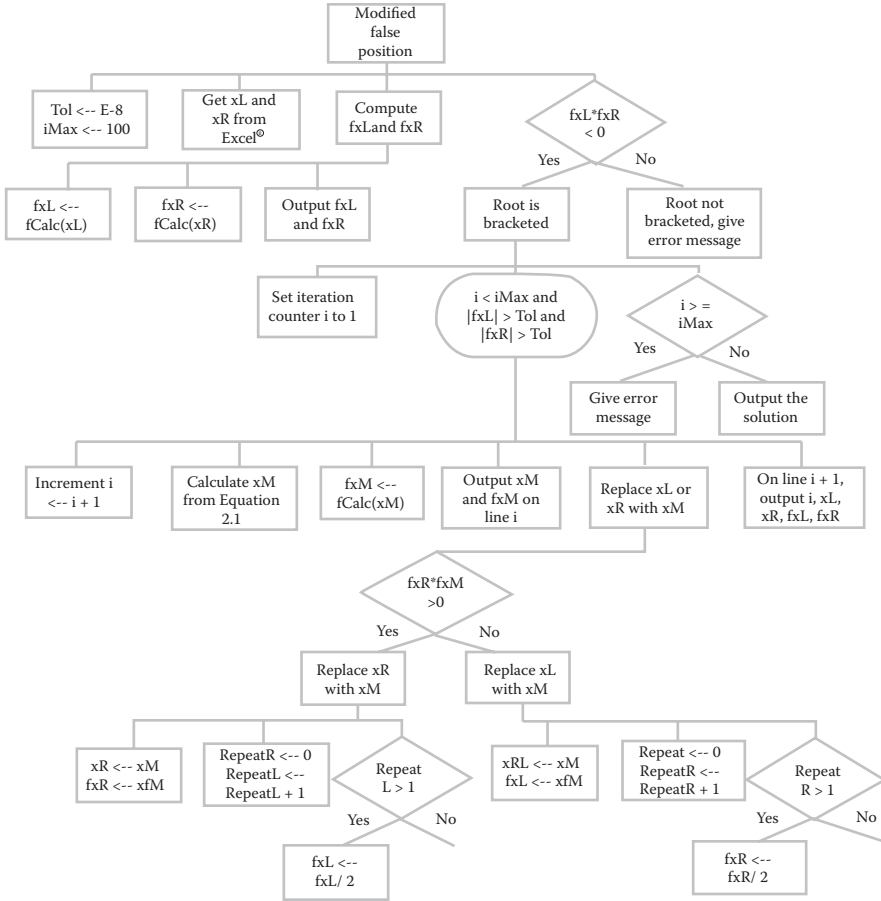 Modified
false
position
Tol <-- E-8
iMax <-- 100
Get xL and
xR from
Excel®
Compute
fxLand fxR
fxL*fxR
< 0
Yes
No
fxL <--
fCalc(xL)
fxR <--
fCalc(xR)
Output fxL
and fxR
Root is
bracketed
Root not
bracketed, give
error message
Set iteration
counter i to 1
i < iMax and
|fxL| > Tol and
|fxR| > Tol
i > =
iMax
Yes
No
Give error
message
Output the
solution
Increment i
<-- i + 1
Calculate xM
from Equation
2.1
fxM <--
fCalc(xM)
Output xM
and fxM on
line i
Replace xL or
xR with xM
On line i + 1,
output i, xL,
xR, fxL, fxR
fxR*fxM
>0
Yes
No
Replace xR
with xM
Replace xL
with xM
xR <-- xM
fxR <-- xfM
RepeatR <-- 0
RepeatL <--
RepeatL + 1
Repeat
L > 1
Yes
No
fxL <--
fxL/ 2
xRL <-- xM
fxL <-- xfM
Repeat <-- 0
RepeatR <--
RepeatR + 1
Repeat
R > 1
Yes
No
fxR <--
fxR/ 2